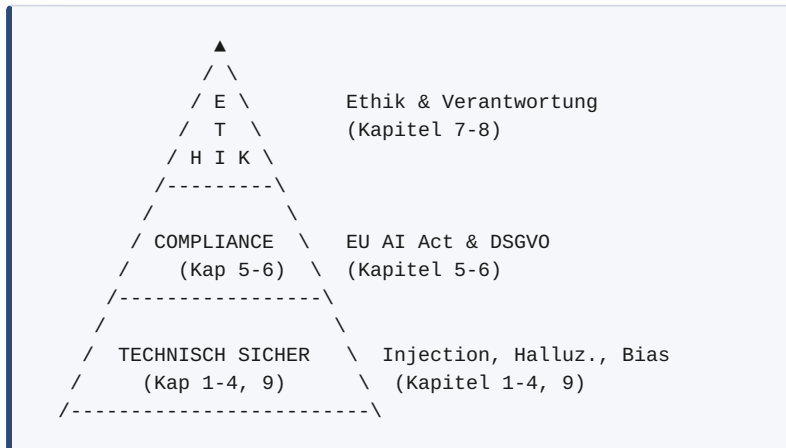 ▲
/ \
/ E \ Ethik & Verantwortung
/ T \ (Kapitel 7-8)
/ H I K \
/---------\
/ \
/ COMPLIANCE \ EU AI Act & DSGVO
/ (Kap 5-6) \ (Kapitel 5-6)
/-----------------\
/ \
/ TECHNISCH SICHER \ Injection, Halluz., Bias
/ (Kap 1-4, 9) \ (Kapitel 1-4, 9)
/-------------------------\